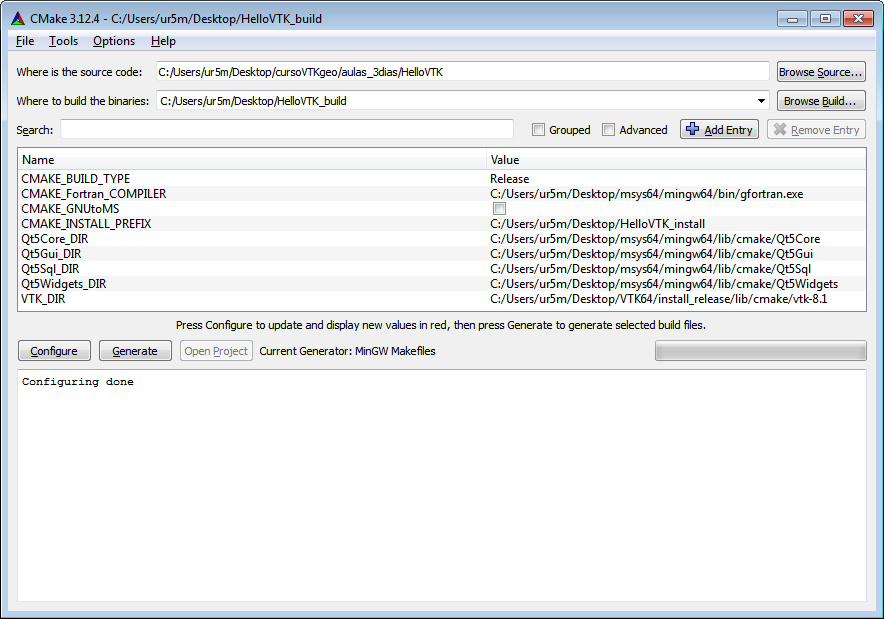 CMake 3.12.4 - C:/Users/ur5m/Desktop/HelloVTK_build
File Tools Options Help
Where is the source code: C:/Users/ur5m/Desktop/cursoVTKgeo/aulas_3dias/HelloVTK Browse Source...
Where to build the binaries: C:/Users/ur5m/Desktop/HelloVTK_build Browse Build...
Search: Grouped Advanced Add Entry Remove Entry
Name Value
CMAKE_BUILD_TYPE Release
CMAKE_Fortran_COMPILER C:/Users/ur5m/Desktop/msys64/mingw64/bin/gfortran.exe
CMAKE_GNUtoMS
CMAKE_INSTALL_PREFIX C:/Users/ur5m/Desktop/HelloVTK_install
Qt5Core_DIR C:/Users/ur5m/Desktop/msys64/mingw64/lib/cmake/Qt5Core
Qt5Gui_DIR C:/Users/ur5m/Desktop/msys64/mingw64/lib/cmake/Qt5Gui
Qt5Sql_DIR C:/Users/ur5m/Desktop/msys64/mingw64/lib/cmake/Qt5Sql
Qt5Widgets_DIR C:/Users/ur5m/Desktop/msys64/mingw64/lib/cmake/Qt5Widgets
VTK_DIR C:/Users/ur5m/Desktop/VTK64/install_release/lib/cmake/vtk-8.1
Press Configure to update and display new values in red, then press Generate to generate selected build files.
Configure Generate Open Project Current Generator: MinGW Makefiles
Configuring done